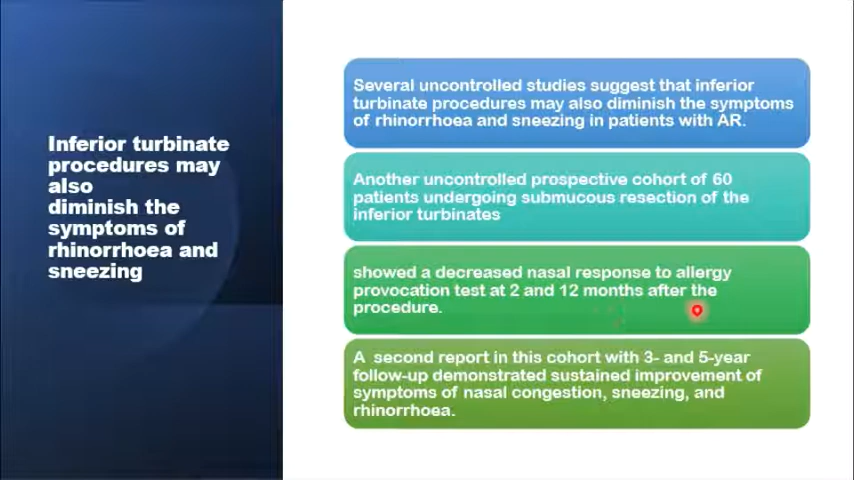 Inferior turbinate
procedures may
also
diminish the
symptoms of
rhinorrhoea and
sneezing
Several uncontrolled studies suggest that inferior
turbinate procedures may also diminish the symptoms
of rhinorrhoea and sneezing in patients with AR.
Another uncontrolled prospective cohort of 60
patients undergoing submucous resection of the
inferior turbinates
showed a decreased nasal response to allergy
provocation test at 2 and 12 months after the
procedure.
A second report in this cohort with 3- and 5-year
follow-up demonstrated sustained improvement of
symptoms of nasal congestion, sneezing, and
rhinorrhoea.